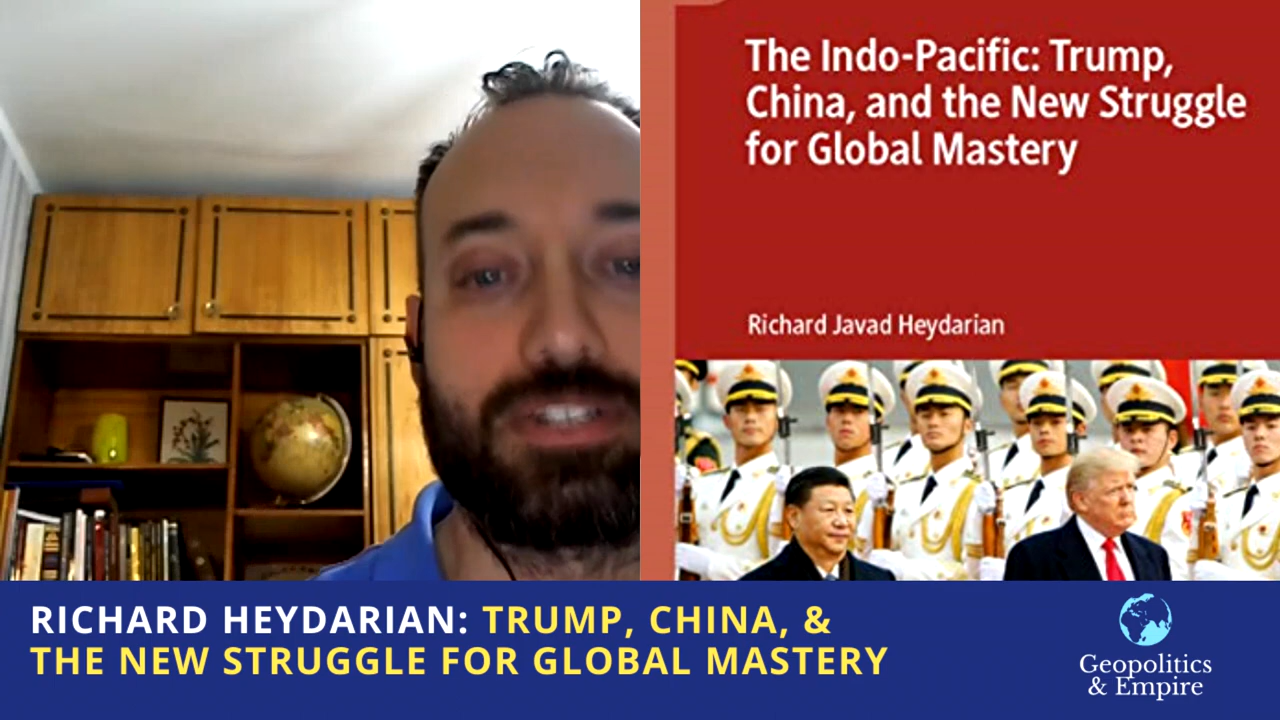 The Indo-Pacific: Trump,
China, and the New Struggle
for Global Mastery
Richard Javad Heydarian
RICHARD HEYDARIAN: TRUMP, CHINA, &
THE NEW STRUGGLE FOR GLOBAL MASTERY
Geopolitics
& Empire